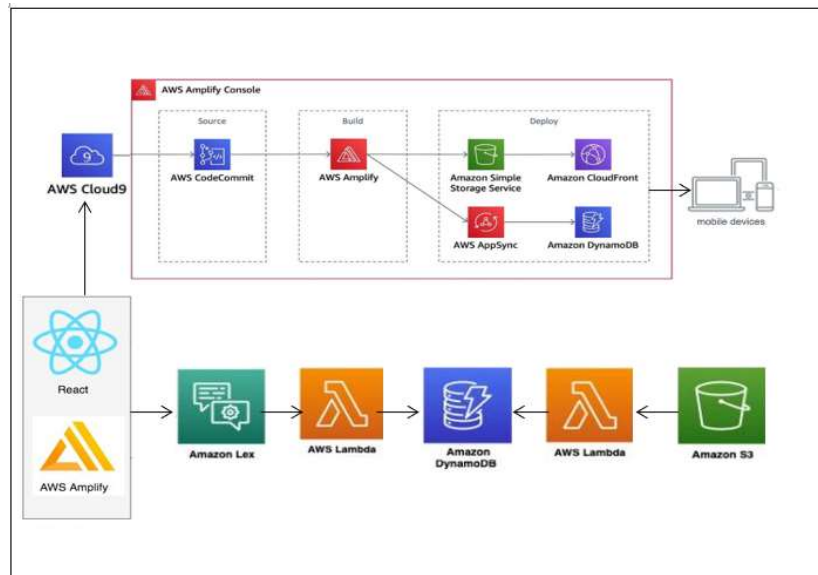 AWS Amplify Console
Source
Build
Deploy
9
AWS Cloud9
AWS CodeCommit
AWS Amplify
Amazon Simple
Storage Service
Amazon CloudFront
AWS AppSync
Amazon DynamoDB
mobile devices
React
AWS Amplify
Amazon Lex
AWS Lambda
Amazon
DynamoDB
AWS Lambda
Amazon S3